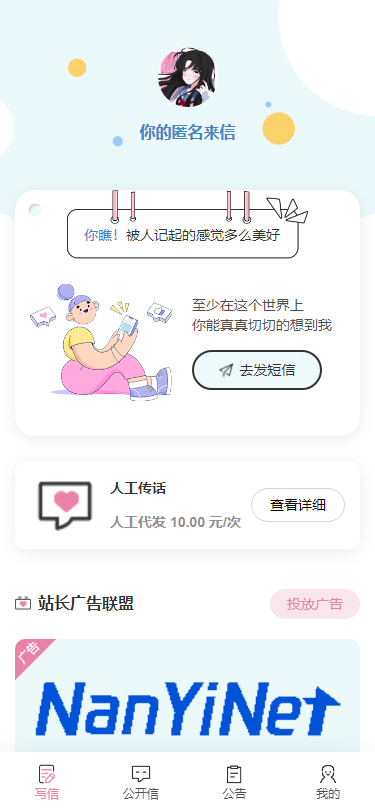 你的匿名来信
你瞧！被人记起的感觉多么美好
至少在这个世界上
你能真真切切的想到我
去发短信
人工传话
人工代发 10.00 元/次
查看详细
站长广告联盟
投放广告
广告
NanYiNet
写信
公开信
公告
我的